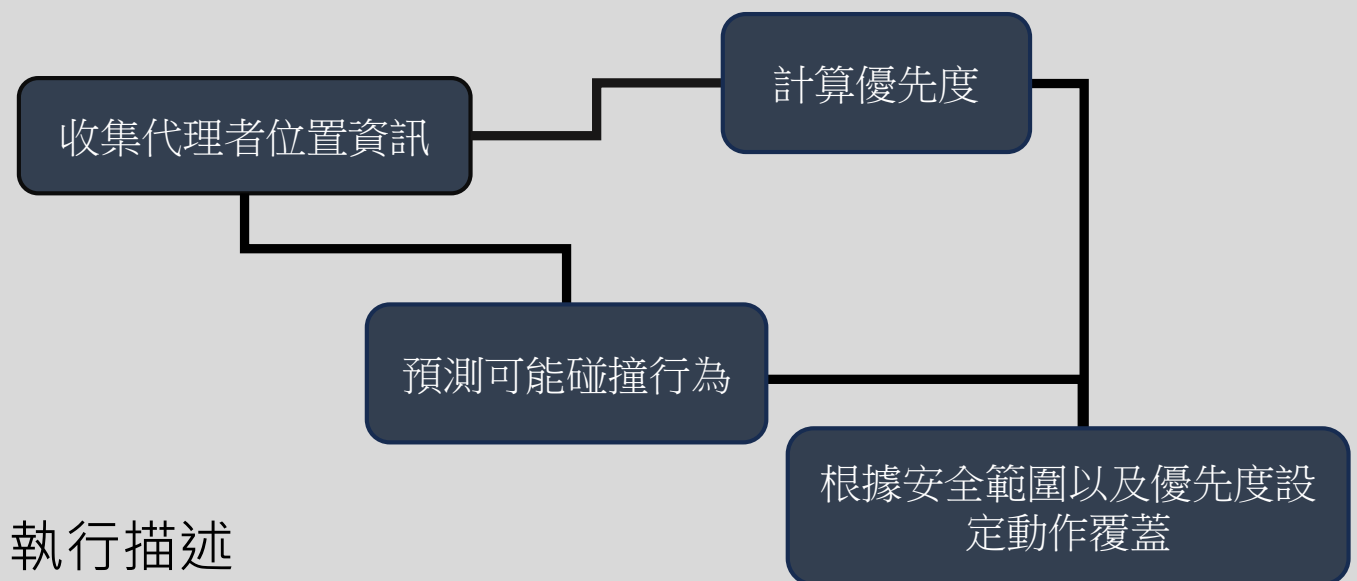 計算優先度
收集代理者位置資訊
預測可能碰撞行為
根據安全範圍以及優先度設
定動作覆蓋
執行描述